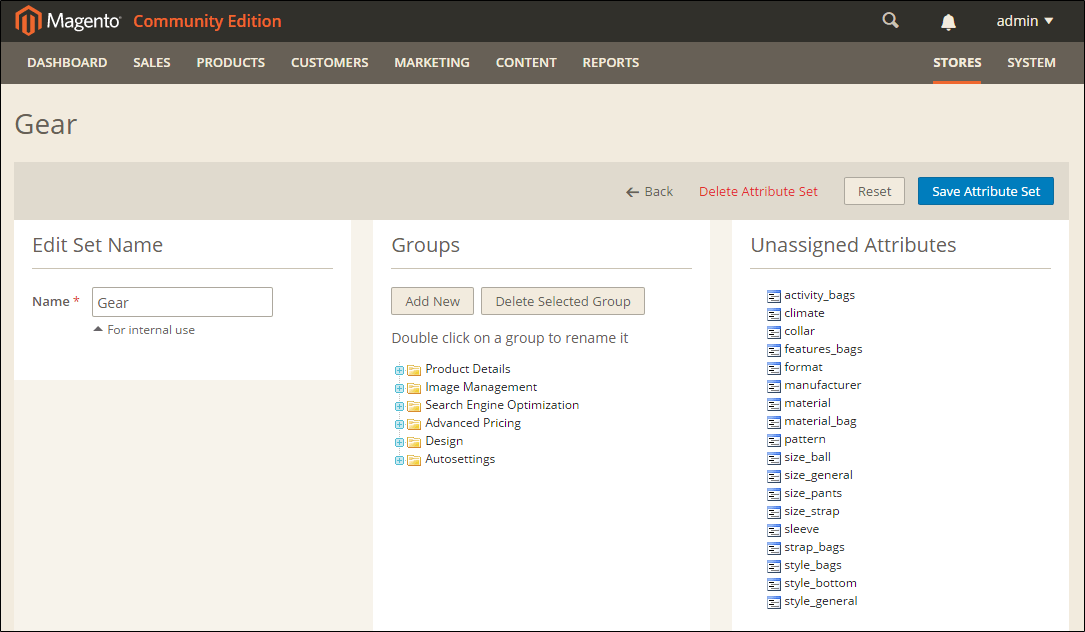 Magento Community Edition admin
DASHBOARD SALES PRODUCTS CUSTOMERS MARKETING CONTENT REPORTS STORES SYSTEM
Gear
Back Delete Attribute Set Reset Save Attribute Set
Edit Set Name
Name * Gear
For internal use
Groups
Add New Delete Selected Group
Double click on a group to rename it
Product Details
Image Management
Search Engine Optimization
Advanced Pricing
Design
Autosettings
Unassigned Attributes
activity_bags
climate
collar
features_bags
format
manufacturer
material
material_bag
pattern
size_ball
size_general
size_pants
size_strap
sleeve
strap_bags
style_bags
style_bottom
style_general